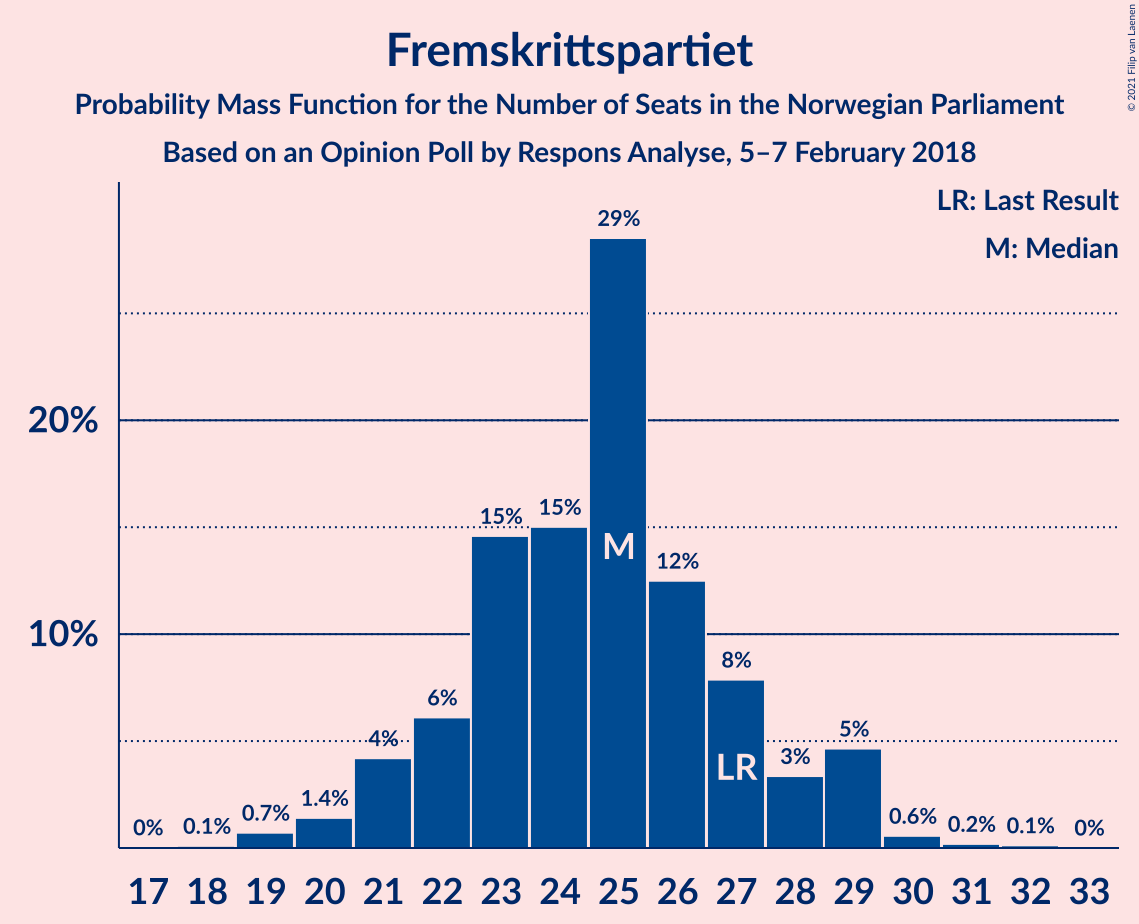 Fremskrittspartiet
Probability Mass Function for the Number of Seats in the Norwegian Parliament
Based on an Opinion Poll by Respons Analyse, 5–7 February 2018
© 2021 Filip van Laenen
LR: Last Result
M: Median
29%
20%
15% 15%
M
12%
10%
8%
6%
4%
LR
3%
5%
0% 0.1% 0.7% 1.4%
0.6% 0.2% 0.1% 0%
17 18 19 20 21 22 23 24 25 26 27 28 29 30 31 32 33